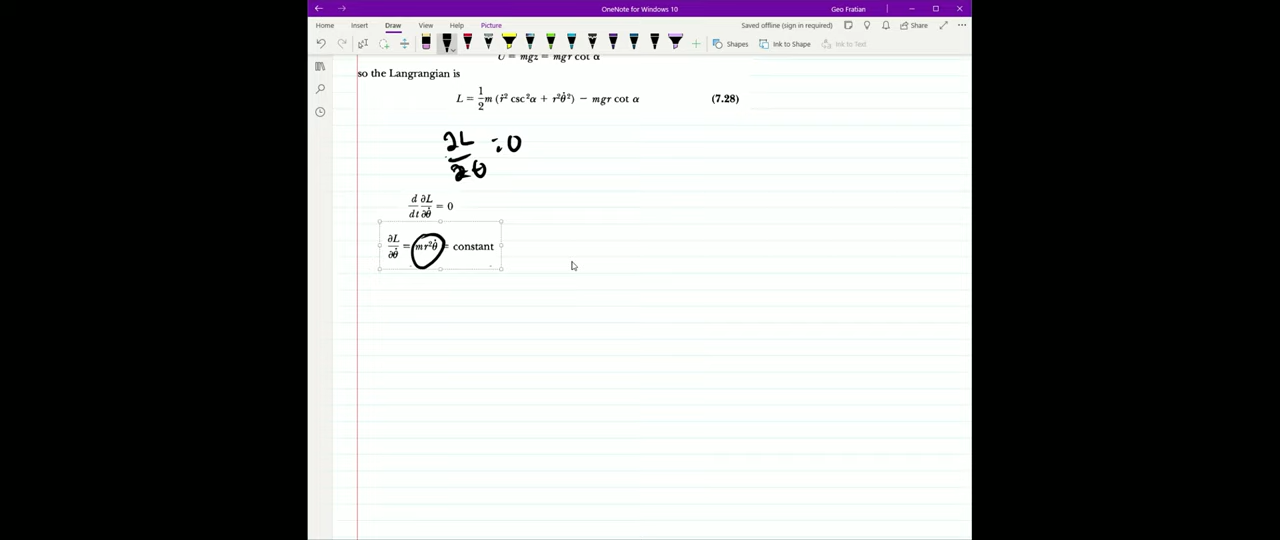 OneNote for Windows 10
Geo Fratian
Home Insert Draw View Help Picture
Saved offline (sign in required) Share
Shapes Ink to Shape Ink to Text
U = mgz = mgr cot α
so the Langrangian is
L = 1/2 m (ṙ² csc²α + r²θ̇²) − mgr cot α (7.28)
∂L/∂θ = 0
d/dt ∂L/∂θ̇ = 0
∂L/∂θ̇ = mr²θ̇ = constant